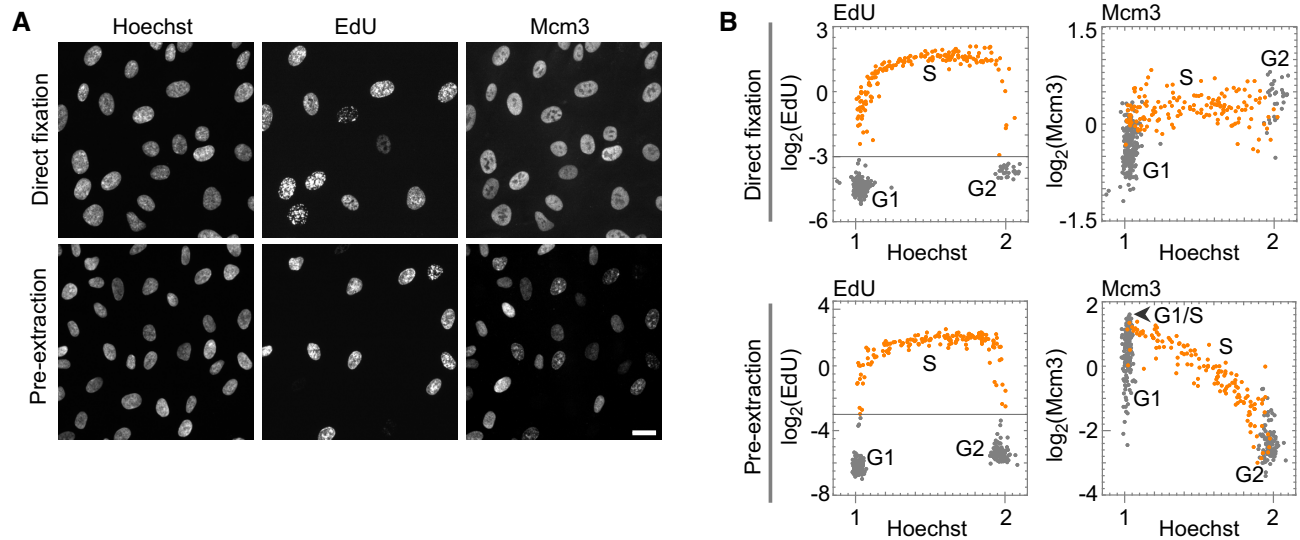 A
Hoechst
EdU
Mcm3
Direct fixation
Pre-extraction
B
Direct fixation
EdU
3
0
-3
-6
log2(EdU)
S
G1
G2
1
2
Hoechst
Mcm3
1.5
0
-1.5
log2(Mcm3)
S
G2
G1
1
2
Hoechst
Pre-extraction
EdU
4
0
-4
-8
log2(EdU)
S
G1
G2
1
2
Hoechst
Mcm3
2
0
-2
-4
log2(Mcm3)
G1/S
S
G1
G2
1
2
Hoechst